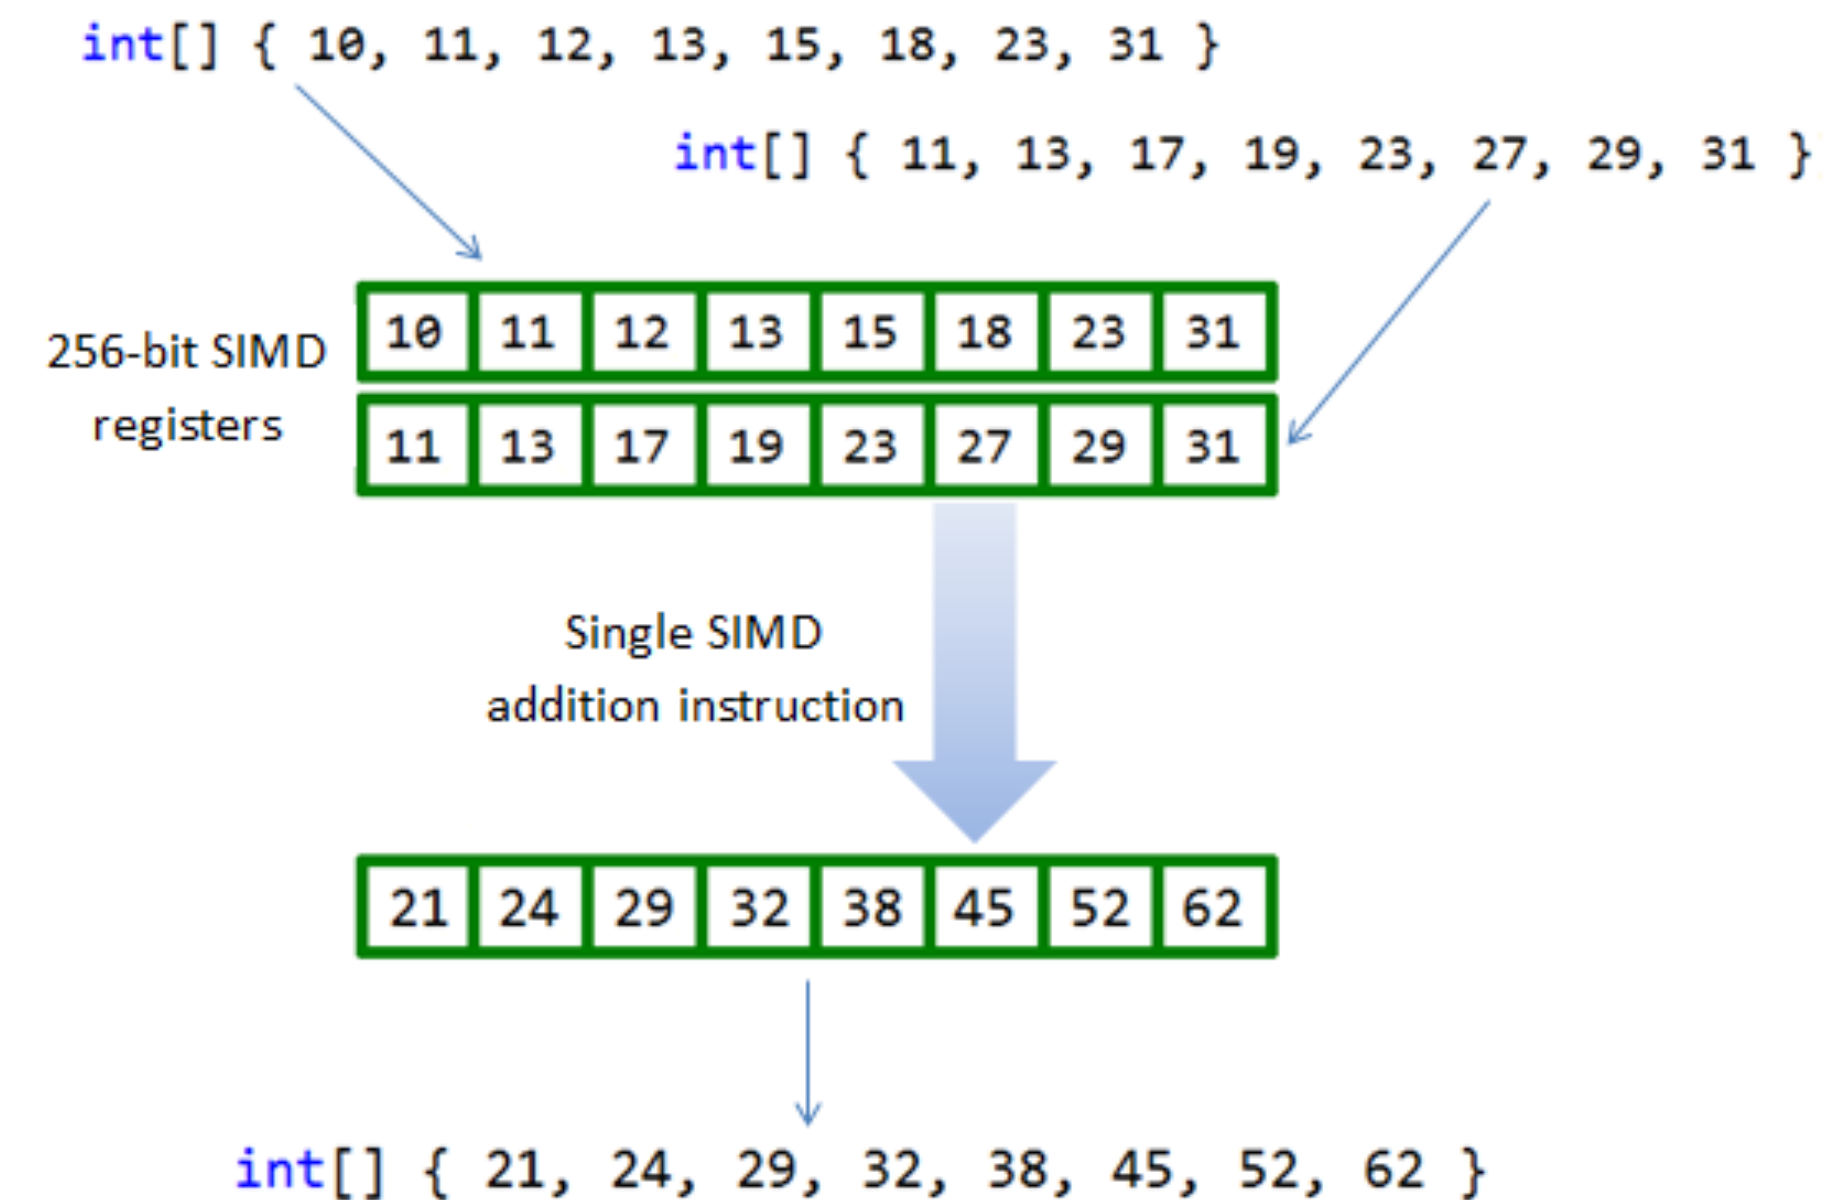 int[] { 10, 11, 12, 13, 15, 18, 23, 31 }
int[] { 11, 13, 17, 19, 23, 27, 29, 31 }
256-bit SIMD
registers
10 11 12 13 15 18 23 31
11 13 17 19 23 27 29 31
Single SIMD
addition instruction
21 24 29 32 38 45 52 62
int[] { 21, 24, 29, 32, 38, 45, 52, 62 }